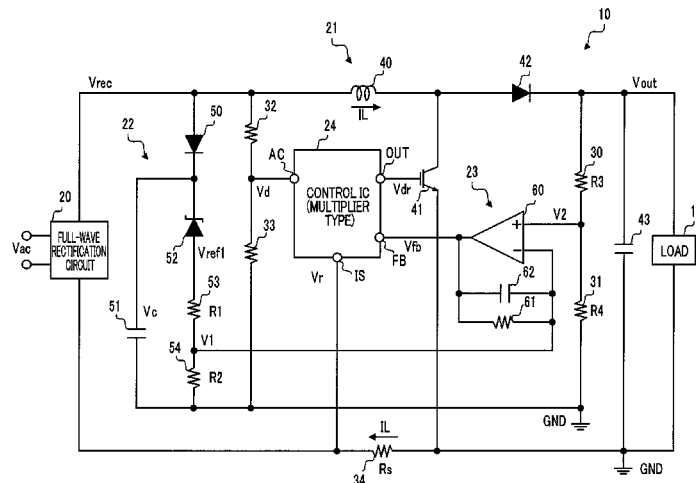 10
21
40
42
Vrec
Vout
IL
22
50
32
24
OUT
AC
Vd
CONTROL IC
(MULTIPLIER
TYPE)
Vdr
41
23
60
30
R3
V2
20
FULL-WAVE
RECTIFICATION
CIRCUIT
Vac
52
Vref1
33
Vfb
FB
+
−
43
LOAD
Vr
IS
62
61
31
R4
51
Vc
53
R1
V1
54
R2
GND
IL
34
Rs
GND